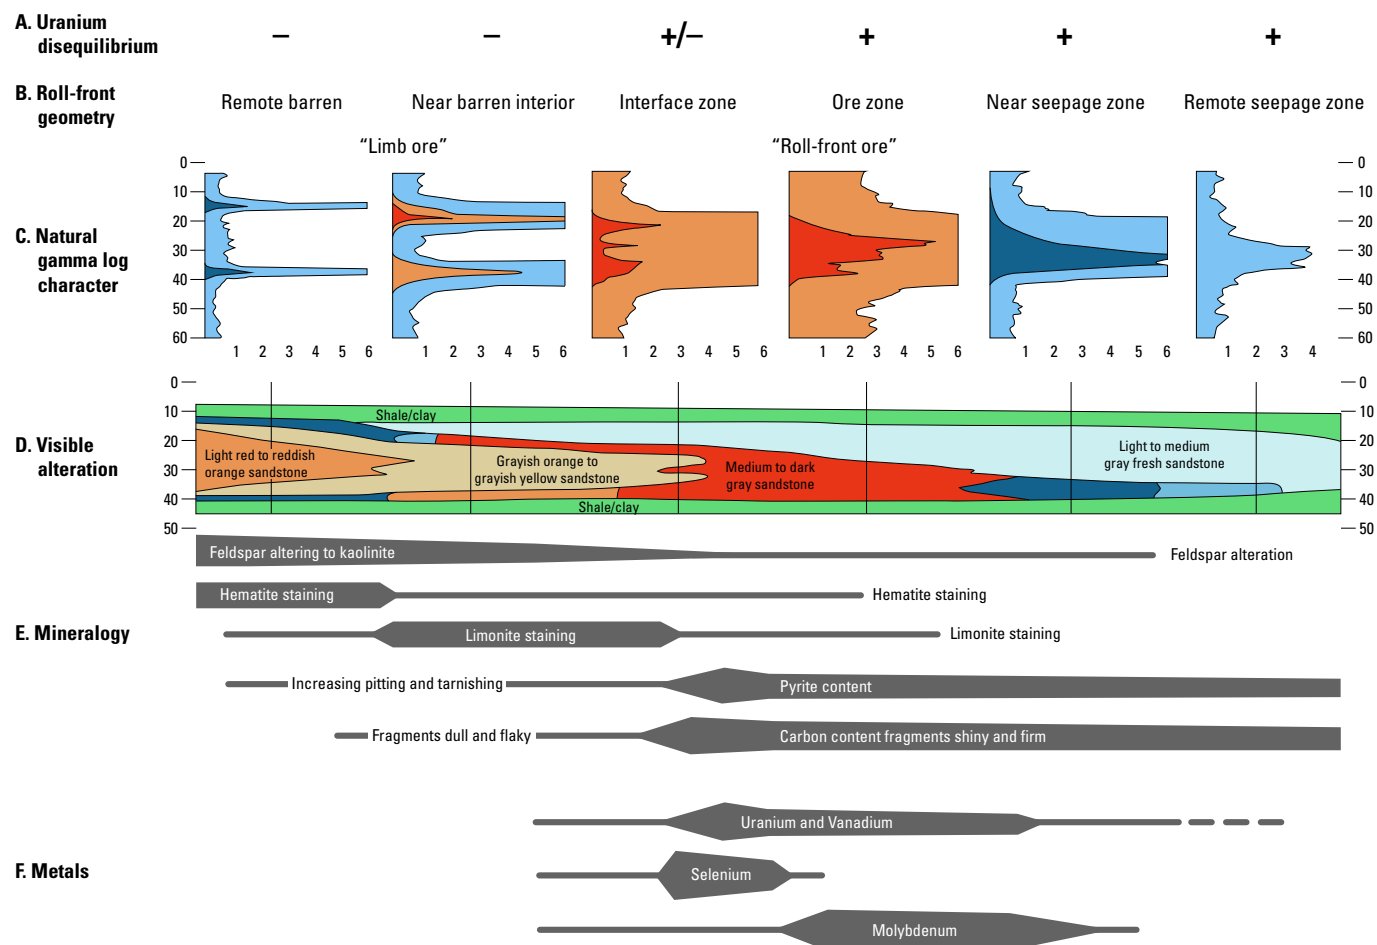 A. Uranium
disequilibrium
– – +/– + + +
B. Roll-front
geometry
Remote barren
Near barren interior
Interface zone
Ore zone
Near seepage zone
Remote seepage zone
“Limb ore”
“Roll-front ore”
C. Natural
gamma log
character
0
10
20
30
40
50
60
0
10
20
30
40
50
60
1 2 3 4 5 6
1 2 3 4 5 6
1 2 3 4 5 6
1 2 3 4 5 6
1 2 3 4 5 6
1 2 3 4
D. Visible
alteration
0
10
20
30
40
50
0
10
20
30
40
50
Shale/clay
Light red to reddish
orange sandstone
Grayish orange to
grayish yellow sandstone
Medium to dark
gray sandstone
Light to medium
gray fresh sandstone
Shale/clay
Feldspar altering to kaolinite
Feldspar alteration
Hematite staining
Hematite staining
E. Mineralogy
Limonite staining
Limonite staining
Increasing pitting and tarnishing
Pyrite content
Fragments dull and flaky
Carbon content fragments shiny and firm
Uranium and Vanadium
F. Metals
Selenium
Molybdenum